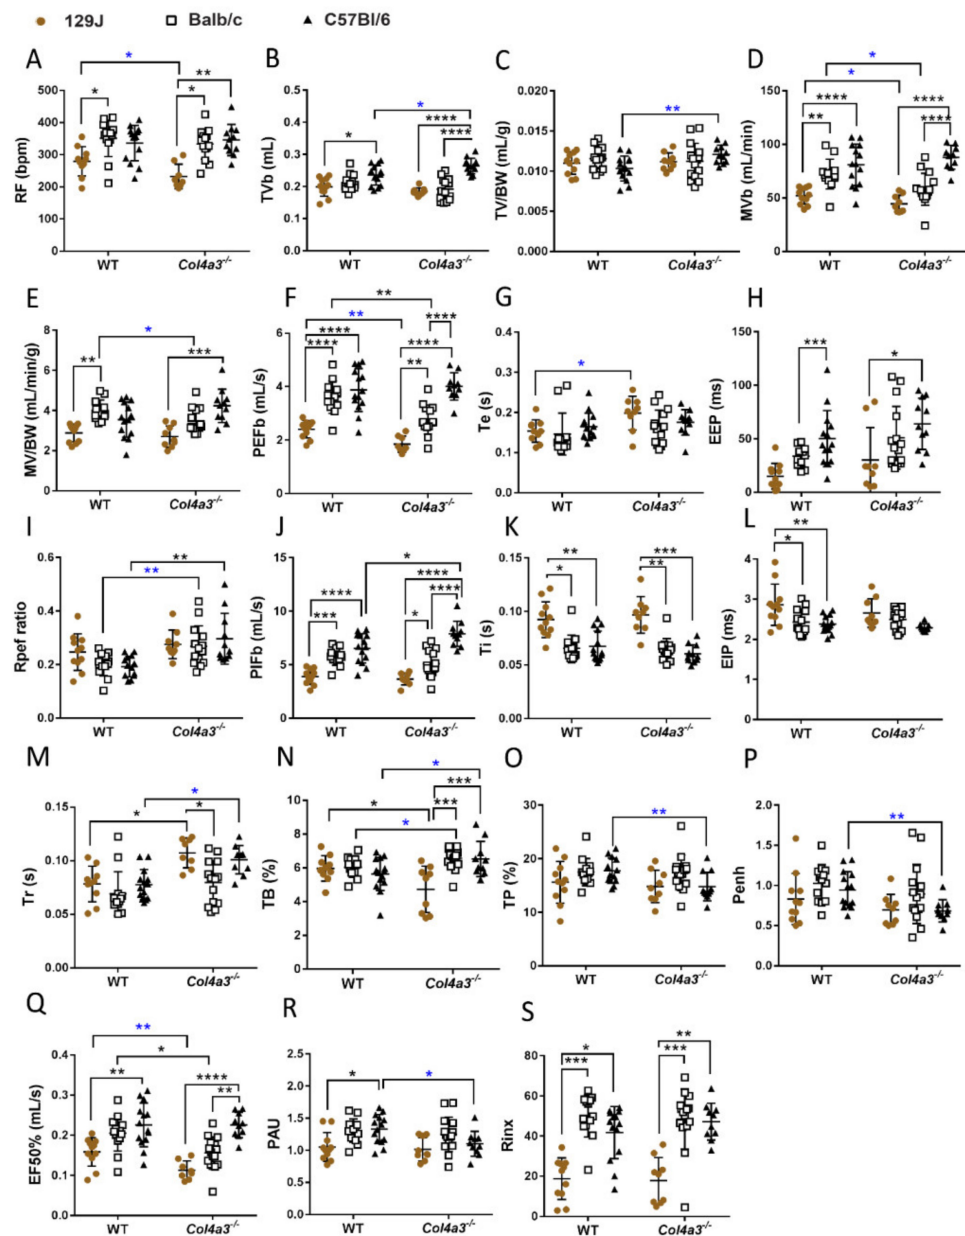 129J Balb/c C57Bl/6
A B C D
* * ** *
* * ** * **** * ****
* **** **** ** ****
RF (bpm) 500 400 300 200 100 0 WT Col4a3-/-
TVb (mL) 0.5 0.4 0.3 0.2 0.1 0.0 WT Col4a3-/-
TV/BW (mL/g) 0.020 0.015 0.010 0.005 0.000 WT Col4a3-/-
MVb (mL/min) 200 150 100 50 0 WT Col4a3-/-
E F G H
* ** * ***
** *** ** **** **** *
**** **** **
MV/BW (mL/min/g) 8 6 4 2 0 WT Col4a3-/-
PEFb (mL/s) 6 4 2 0 WT Col4a3-/-
Te (s) 0.4 0.3 0.2 0.1 0.0 WT Col4a3-/-
EEP (ms) 150 100 50 0 WT Col4a3-/-
I J K L
** * ** ***
** **** **** * ** **
*** * **** *
Rpef ratio 0.6 0.4 0.2 0.0 WT Col4a3-/-
PIFb (mL/s) 15 10 5 0 WT Col4a3-/-
Ti (s) 0.15 0.10 0.05 0.00 WT Col4a3-/-
EIP (ms) 5 4 3 2 1 0 WT Col4a3-/-
M N O P
* * ** **
* * * *** * ***
Tr (s) 0.15 0.10 0.05 0.00 WT Col4a3-/-
TB (%) 10 8 6 4 2 0 WT Col4a3-/-
TP (%) 30 20 10 0 WT Col4a3-/-
Penh 2.0 1.5 1.0 0.5 0.0 WT Col4a3-/-
Q R S
** * * * **
* ** **** ** *** ***
EF50% (mL/s) 0.4 0.3 0.2 0.1 0.0 WT Col4a3-/-
PAU 2.5 2.0 1.5 1.0 0.5 0.0 WT Col4a3-/-
Rinx 80 60 40 20 0 WT Col4a3-/-